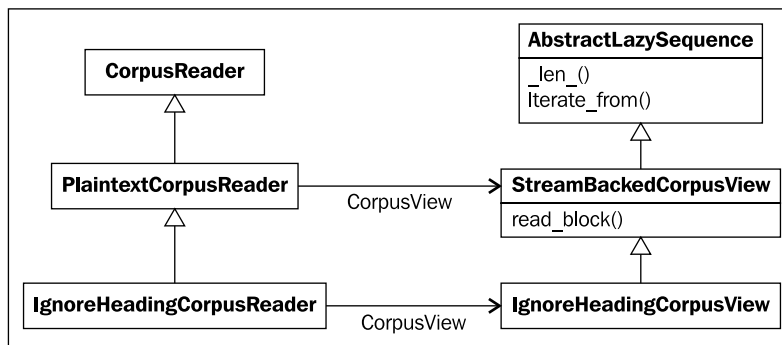 AbstractLazySequence
_len_()
Iterate_from()
CorpusReader
PlaintextCorpusReader
CorpusView
StreamBackedCorpusView
read_block()
IgnoreHeadingCorpusReader
CorpusView
IgnoreHeadingCorpusView